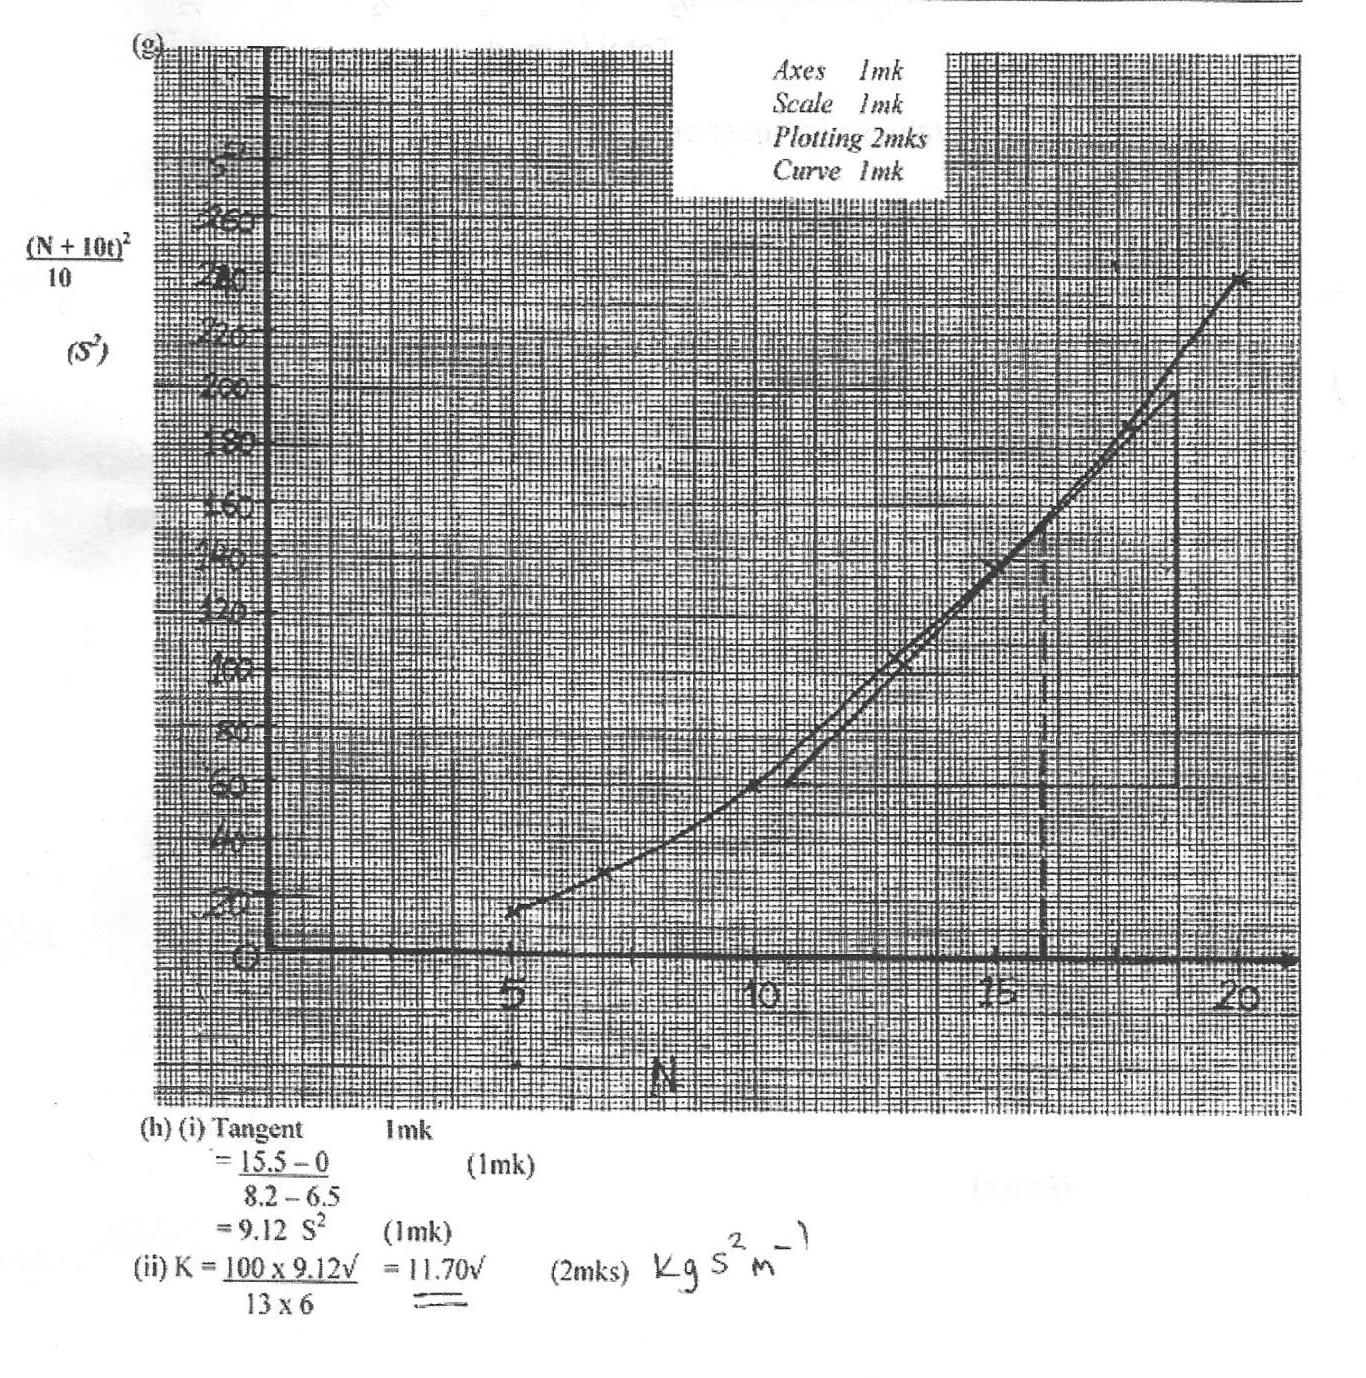 (g)
Axes 1mk
Scale 1mk
Plotting 2mks
Curve 1mk
260
(N + 10t)²
10
240
220
(S²)
200
180
160
140
120
100
80
60
40
20
0
5 10 15 20
N
(h) (i) Tangent 1mk
= 15.5 – 0 (1mk)
8.2 – 6.5
= 9.12 S² (1mk)
(ii) K = 100 x 9.12√ = 11.70√ (2mks) Kg S² m⁻¹
13 x 6